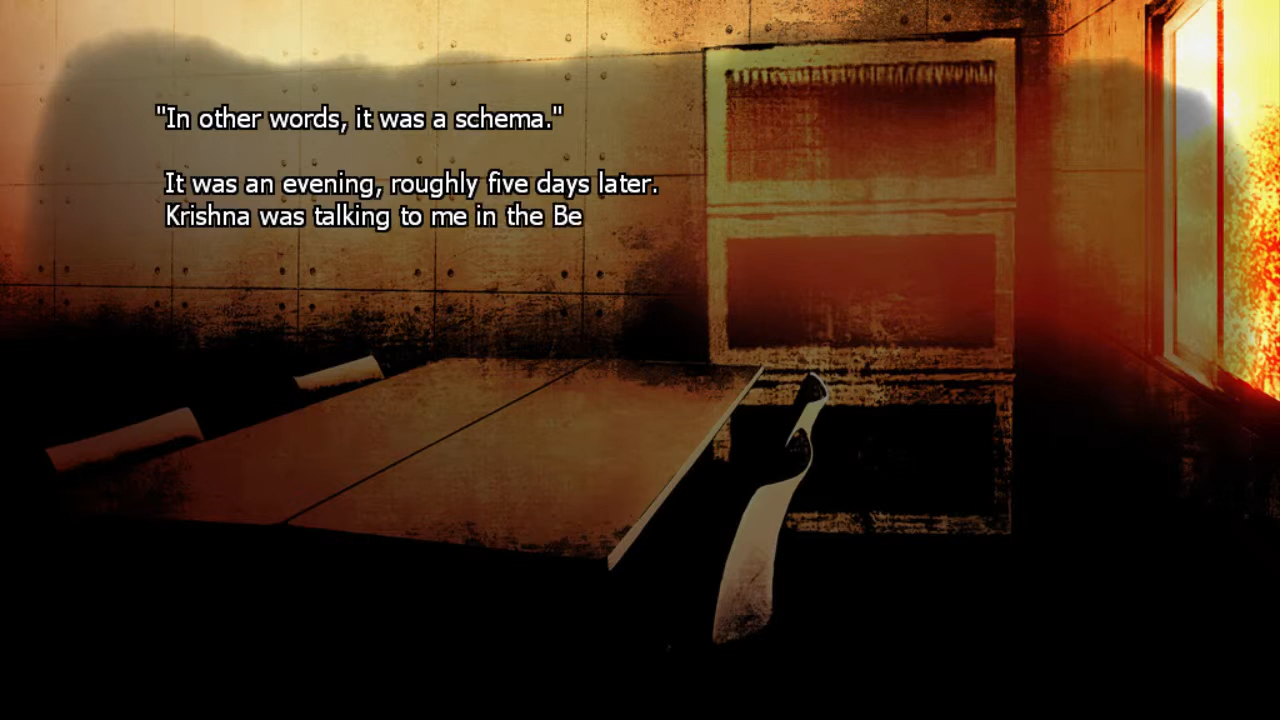 "In other words, it was a schema."
It was an evening, roughly five days later.
Krishna was talking to me in the Be